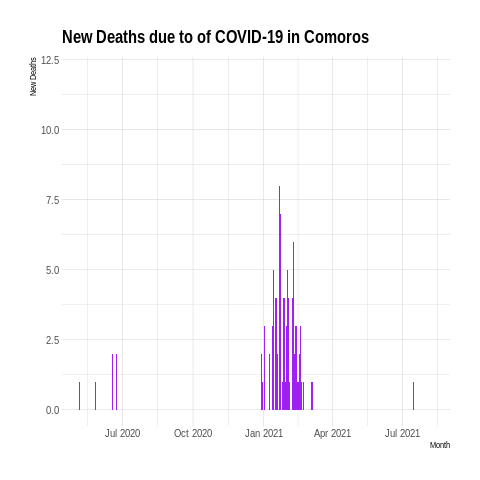 New Deaths due to of COVID-19 in Comoros
New Deaths
12.5
10.0
7.5
5.0
2.5
0.0
Jul 2020 Oct 2020 Jan 2021 Apr 2021 Jul 2021
Month